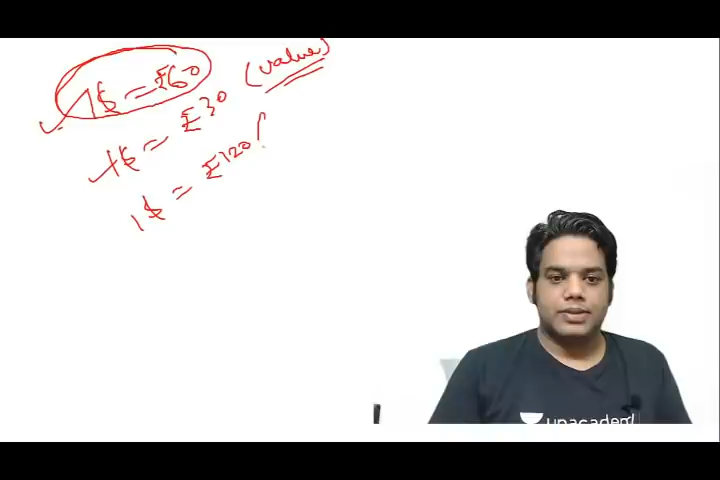 1$ = ₹60
1$ = ₹30 (value)
1$ = ₹120 (
unacademy